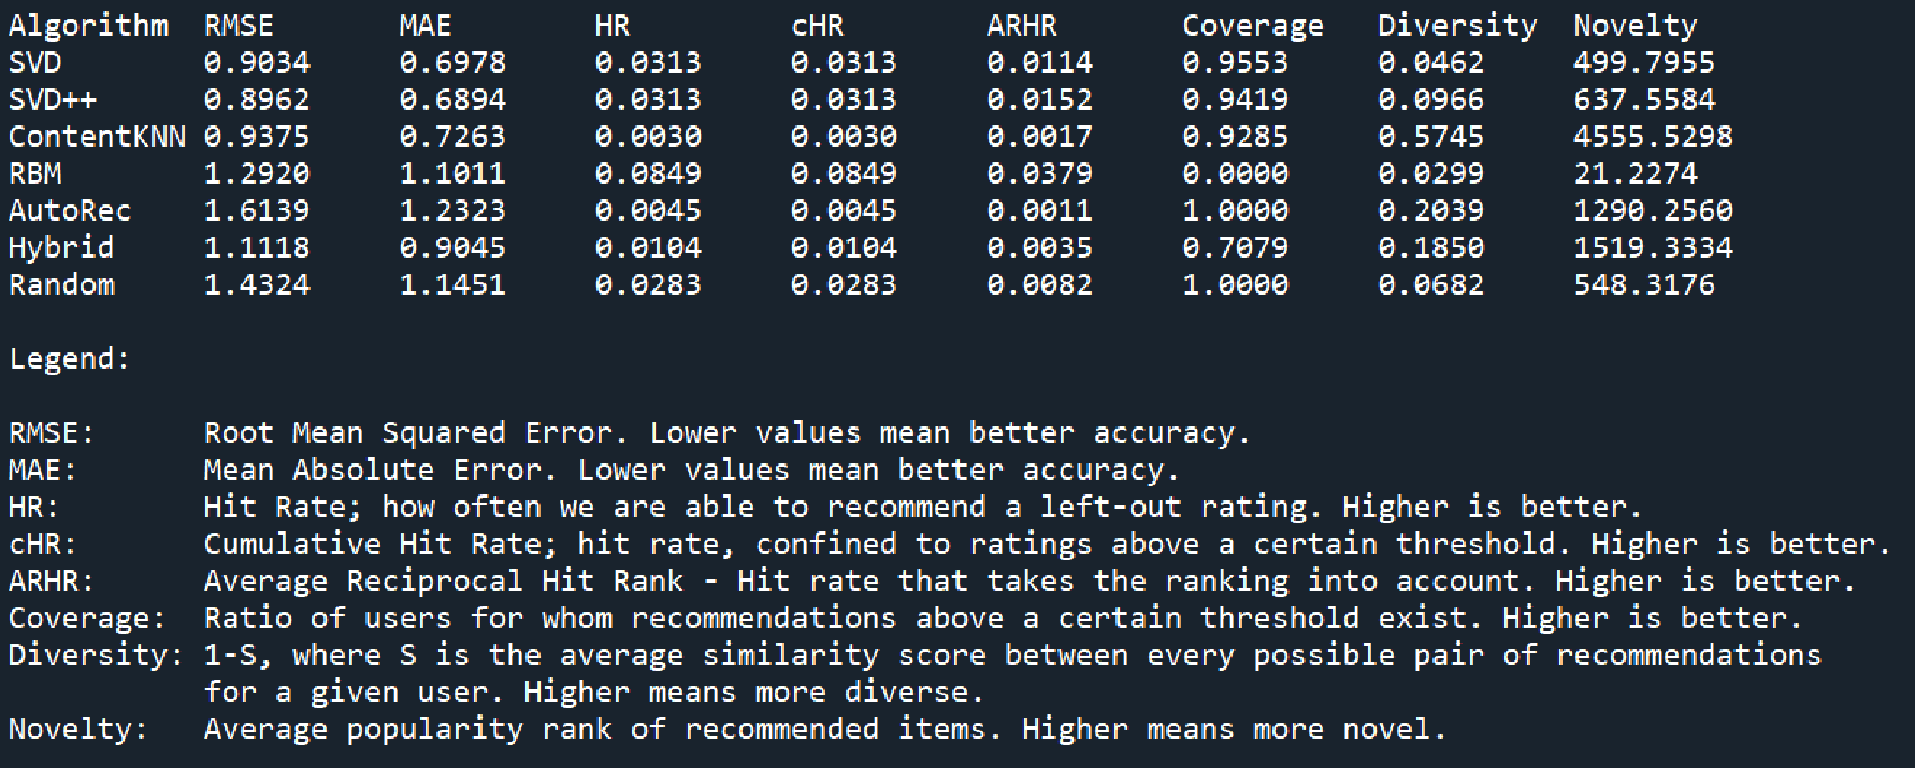 Algorithm RMSE MAE HR cHR ARHR Coverage Diversity Novelty
SVD 0.9034 0.6978 0.0313 0.0313 0.0114 0.9553 0.0462 499.7955
SVD++ 0.8962 0.6894 0.0313 0.0313 0.0152 0.9419 0.0966 637.5584
ContentKNN 0.9375 0.7263 0.0030 0.0030 0.0017 0.9285 0.5745 4555.5298
RBM 1.2920 1.1011 0.0849 0.0849 0.0379 0.0000 0.0299 21.2274
AutoRec 1.6139 1.2323 0.0045 0.0045 0.0011 1.0000 0.2039 1290.2560
Hybrid 1.1118 0.9045 0.0104 0.0104 0.0035 0.7079 0.1850 1519.3334
Random 1.4324 1.1451 0.0283 0.0283 0.0082 1.0000 0.0682 548.3176
Legend:
RMSE: Root Mean Squared Error. Lower values mean better accuracy.
MAE: Mean Absolute Error. Lower values mean better accuracy.
HR: Hit Rate; how often we are able to recommend a left-out rating. Higher is better.
cHR: Cumulative Hit Rate; hit rate, confined to ratings above a certain threshold. Higher is better.
ARHR: Average Reciprocal Hit Rank - Hit rate that takes the ranking into account. Higher is better.
Coverage: Ratio of users for whom recommendations above a certain threshold exist. Higher is better.
Diversity: 1-S, where S is the average similarity score between every possible pair of recommendations
for a given user. Higher means more diverse.
Novelty: Average popularity rank of recommended items. Higher means more novel.